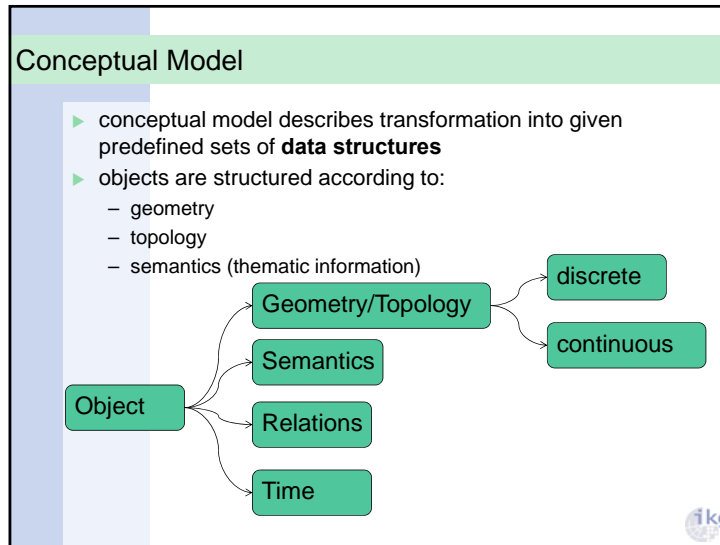 Conceptual Model
▶ conceptual model describes transformation into given
predefined sets of data structures
▶ objects are structured according to:
– geometry
– topology
– semantics (thematic information)
discrete
Geometry/Topology
continuous
Semantics
Object
Relations
Time